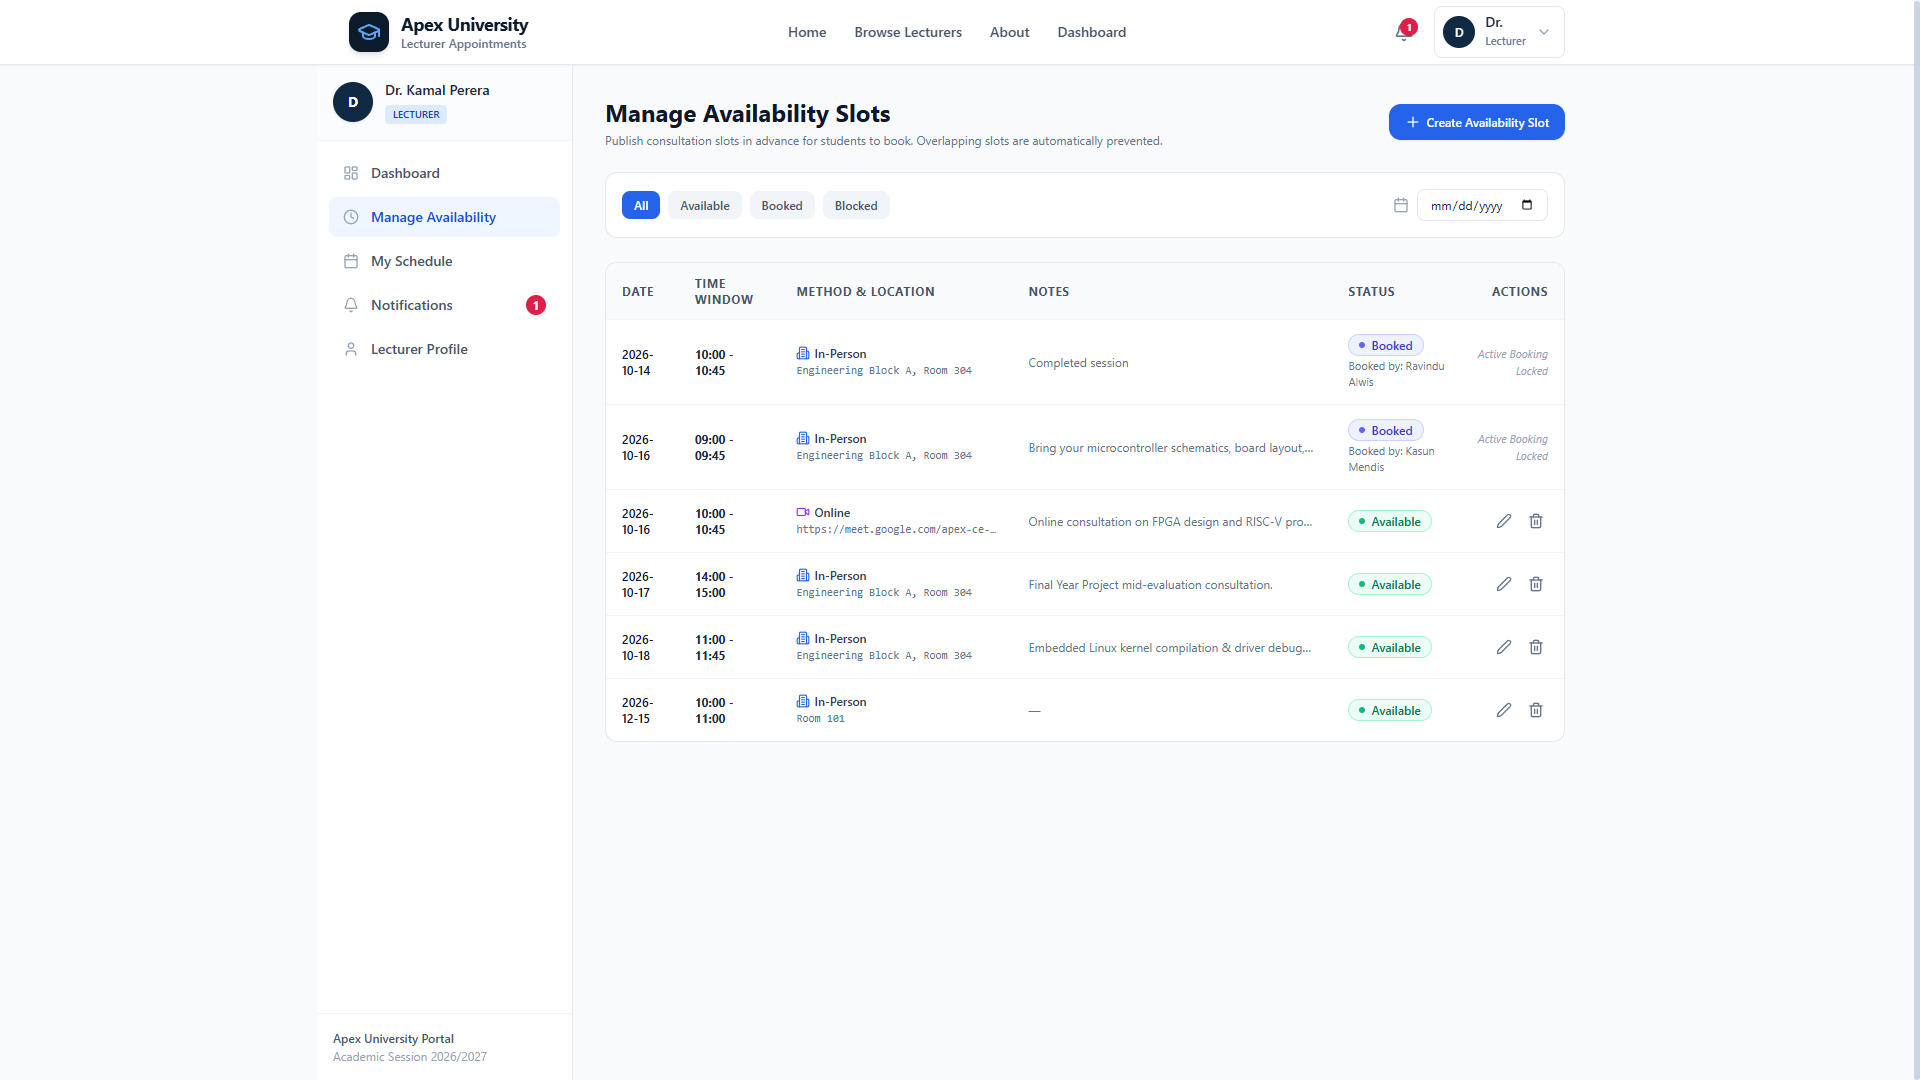 Apex University
Lecturer Appointments
Home
Browse Lecturers
About
Dashboard
1
D
Dr.
Lecturer
D
Dr. Kamal Perera
LECTURER
Dashboard
Manage Availability
My Schedule
Notifications
1
Lecturer Profile
Apex University Portal
Academic Session 2026/2027
Manage Availability Slots
Publish consultation slots in advance for students to book. Overlapping slots are automatically prevented.
Create Availability Slot
All
Available
Booked
Blocked
mm/dd/yyyy
DATE
TIME
WINDOW
METHOD & LOCATION
NOTES
STATUS
ACTIONS
2026-
10-14
10:00 -
10:45
In-Person
Engineering Block A, Room 304
Completed session
Booked
Booked by: Ravindu
Alwis
Active Booking
Locked
2026-
10-16
09:00 -
09:45
In-Person
Engineering Block A, Room 304
Bring your microcontroller schematics, board layout,...
Booked
Booked by: Kasun
Mendis
Active Booking
Locked
2026-
10-16
10:00 -
10:45
Online
https://meet.google.com/apex-ce-…
Online consultation on FPGA design and RISC-V pro...
Available
2026-
10-17
14:00 -
15:00
In-Person
Engineering Block A, Room 304
Final Year Project mid-evaluation consultation.
Available
2026-
10-18
11:00 -
11:45
In-Person
Engineering Block A, Room 304
Embedded Linux kernel compilation & driver debug...
Available
2026-
12-15
10:00 -
11:00
In-Person
Room 101
—
Available